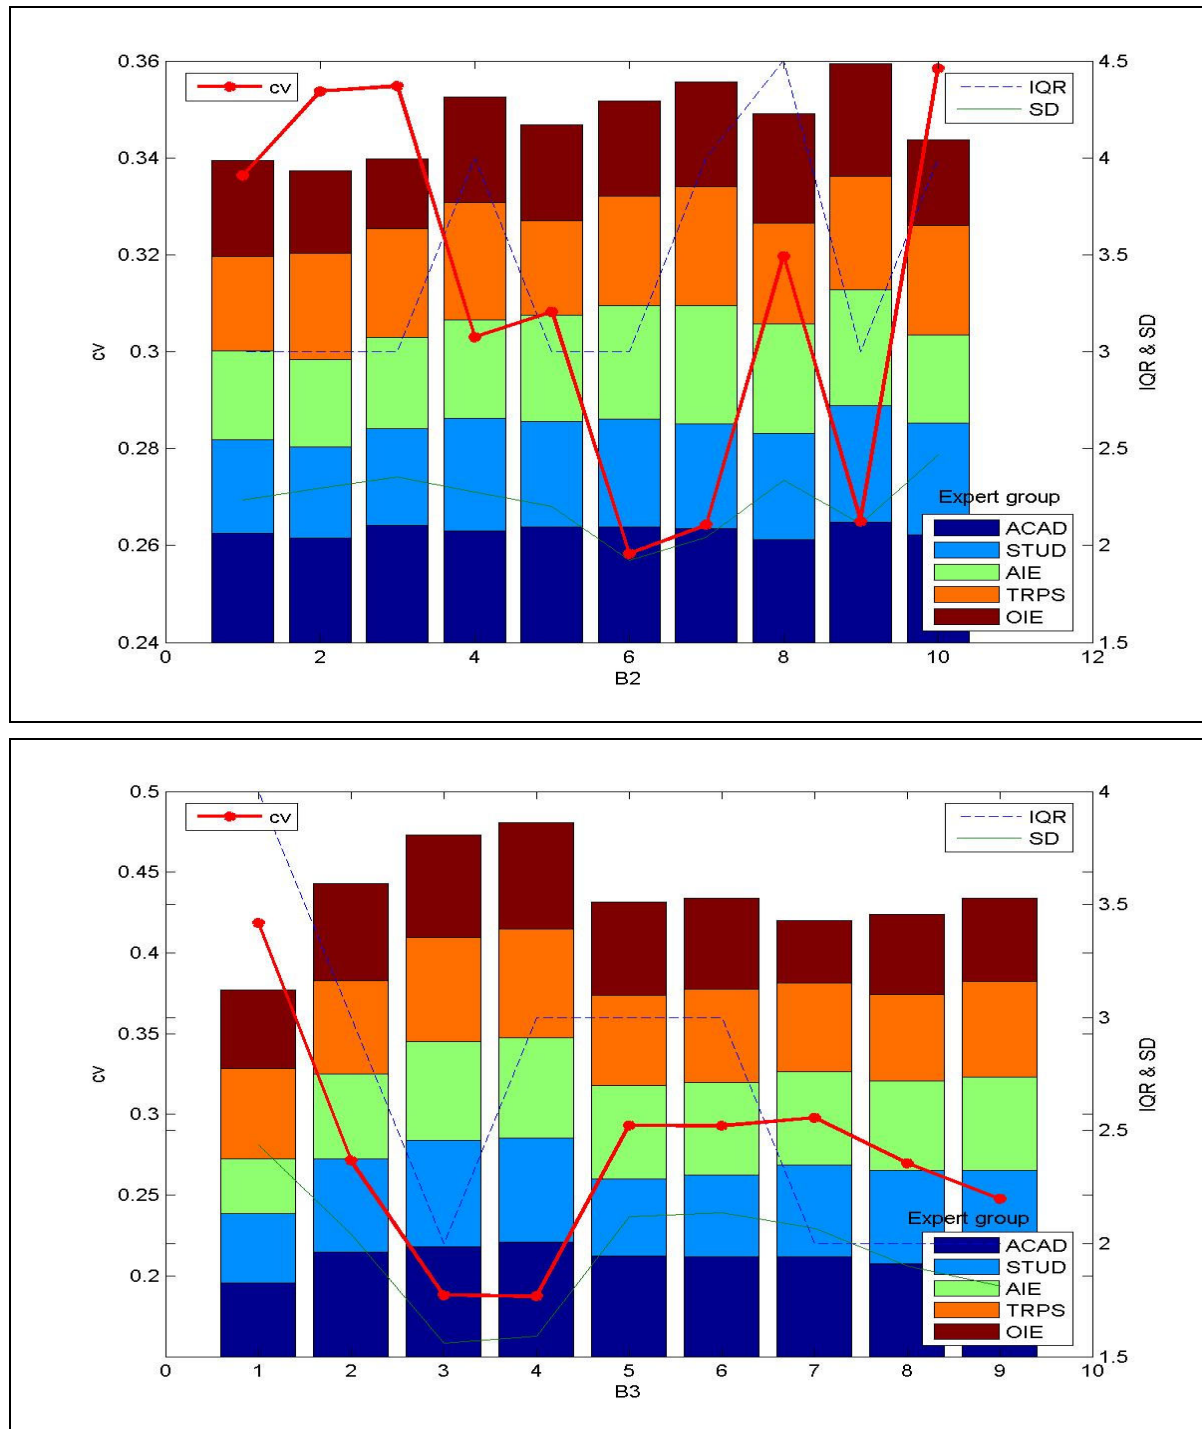 0.36
0.34
0.32
0.3
0.28
0.26
0.24
cv
cv
IQR
SD
4.5
4
3.5
3
2.5
2
1.5
IQR & SD
Expert group
ACAD
STUD
AIE
TRPS
OIE
0 2 4 6 8 10 12
B2
0.5
0.45
0.4
0.35
0.3
0.25
0.2
cv
cv
IQR
SD
4
3.5
3
2.5
2
1.5
IQR & SD
Expert group
ACAD
STUD
AIE
TRPS
OIE
0 1 2 3 4 5 6 7 8 9 10
B3